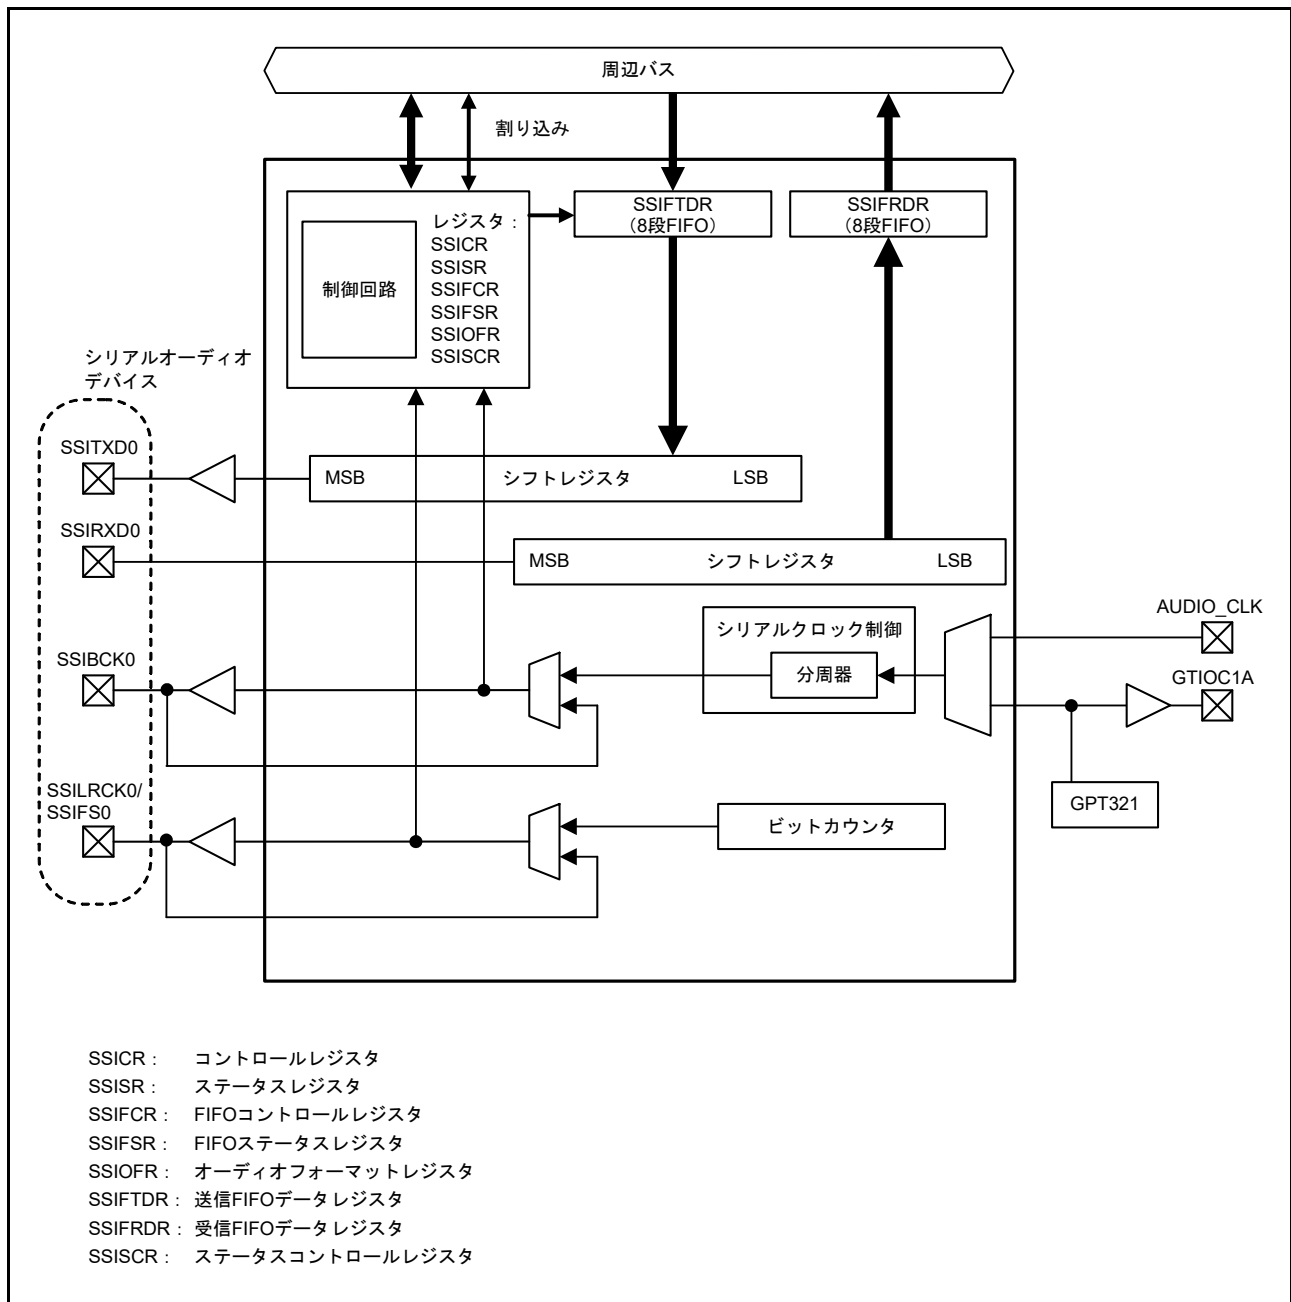 周辺バス
割り込み
レジスタ：
SSICR
SSISR
SSIFCR
SSIFSR
SSIOFR
SSISCR
制御回路
SSIFTDR
（8段FIFO）
SSIFRDR
（8段FIFO）
シリアルオーディオ
デバイス
SSITXD0
MSB シフトレジスタ LSB
SSIRXD0
MSB シフトレジスタ LSB
AUDIO_CLK
シリアルクロック制御
分周器
SSIBCK0
GTIOC1A
SSILRCK0/
SSIFS0
GPT321
ビットカウンタ
SSICR： コントロールレジスタ
SSISR： ステータスレジスタ
SSIFCR： FIFOコントロールレジスタ
SSIFSR： FIFOステータスレジスタ
SSIOFR： オーディオフォーマットレジスタ
SSIFTDR： 送信FIFOデータレジスタ
SSIFRDR： 受信FIFOデータレジスタ
SSISCR： ステータスコントロールレジスタ